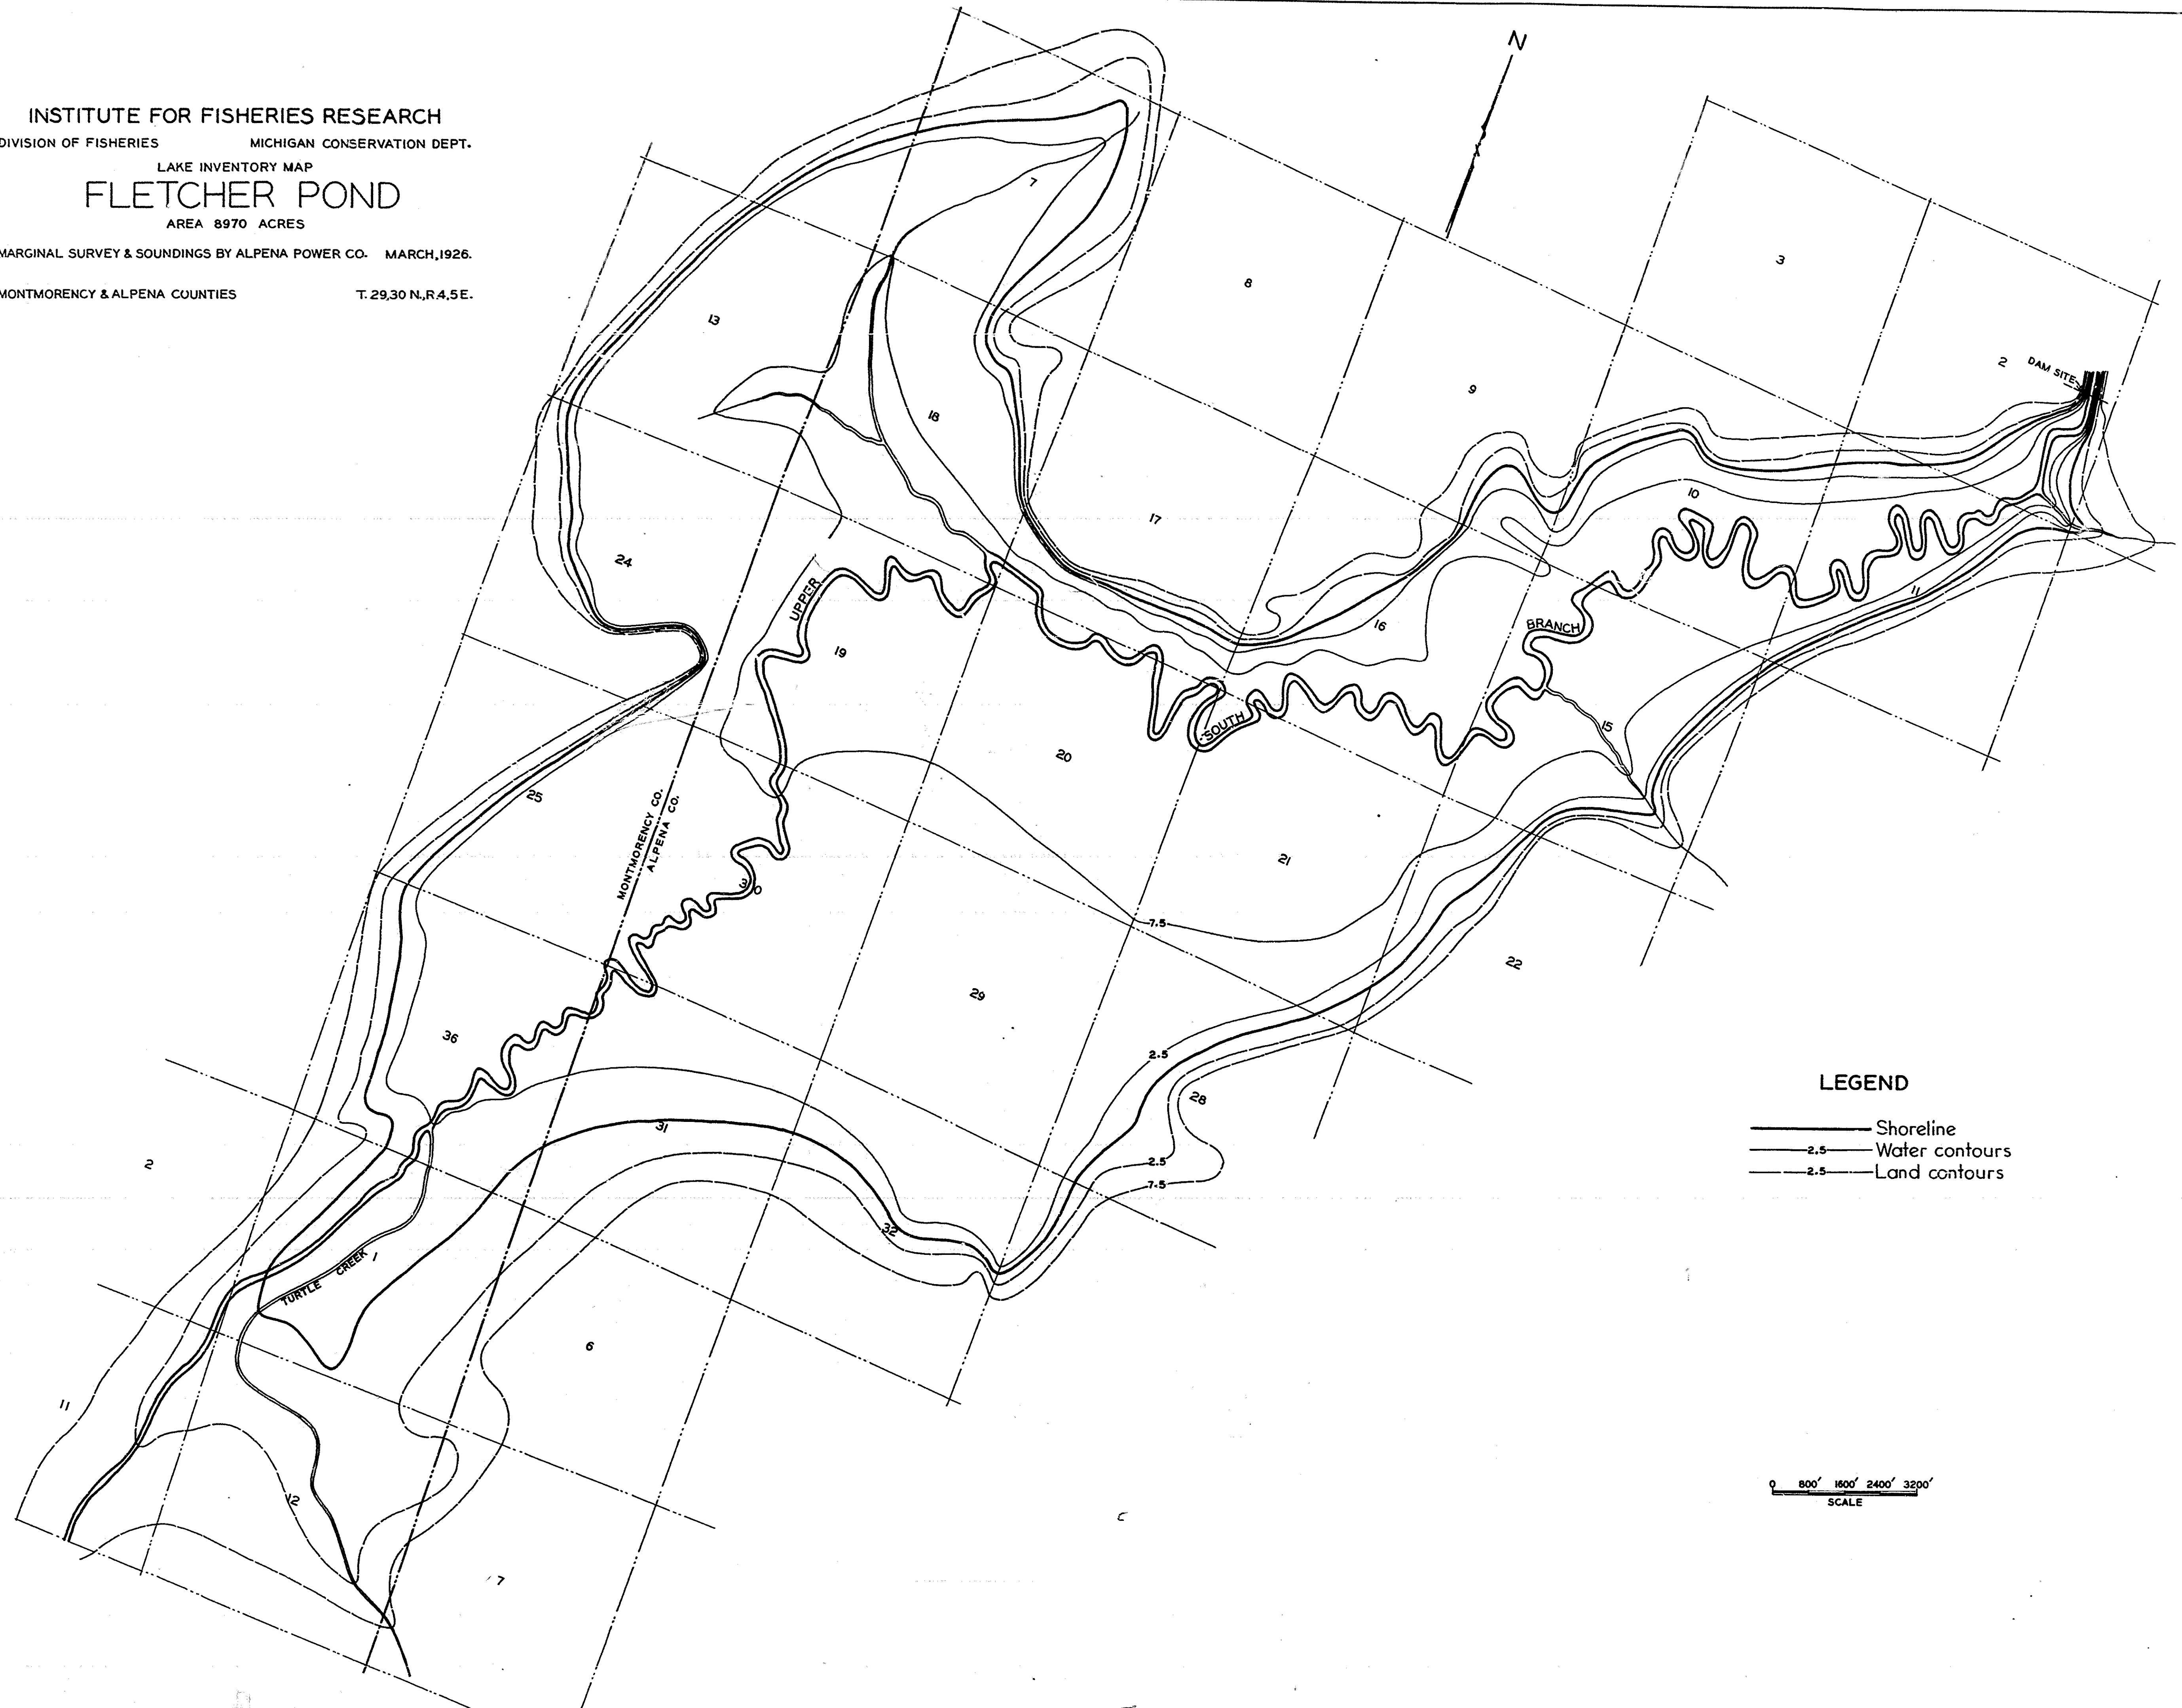 INSTITUTE FOR FISHERIES RESEARCH
DIVISION OF FISHERIES MICHIGAN CONSERVATION DEPT.
LAKE INVENTORY MAP
FLETCHER POND
AREA 8970 ACRES
MARGINAL SURVEY & SOUNDINGS BY ALPENA POWER CO. MARCH, 1926.
MONTMORENCY & ALPENA COUNTIES T. 29,30 N., R. 4,5 E.
N
7
8
3
13
2
DAM SITE
9
18
10
17
24
UPPER
11
16
BRANCH
19
SOUTH
15
20
25
MONTMORENCY CO.
ALPENA CO.
21
30
7.5
22
29
36
2.5
28
31
2
2.5
7.5
32
TURTLE CREEK
1
6
11
12
7
C
LEGEND
Shoreline
2.5 Water contours
2.5 Land contours
0 800' 1600' 2400' 3200'
SCALE